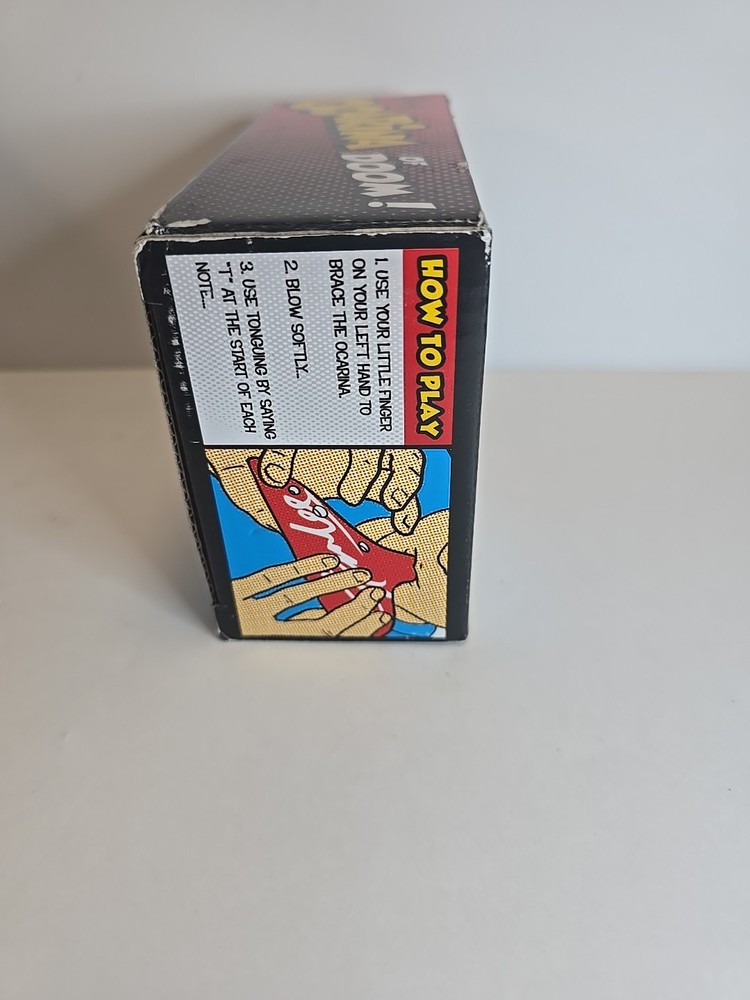 OF
DOOM!
HOW TO PLAY
1. USE YOUR LITTLE FINGER
ON YOUR LEFT HAND TO
BRACE THE OCARINA.
2. BLOW SOFTLY...
3. USE TONGUING BY SAYING
"T" AT THE START OF EACH
NOTE...